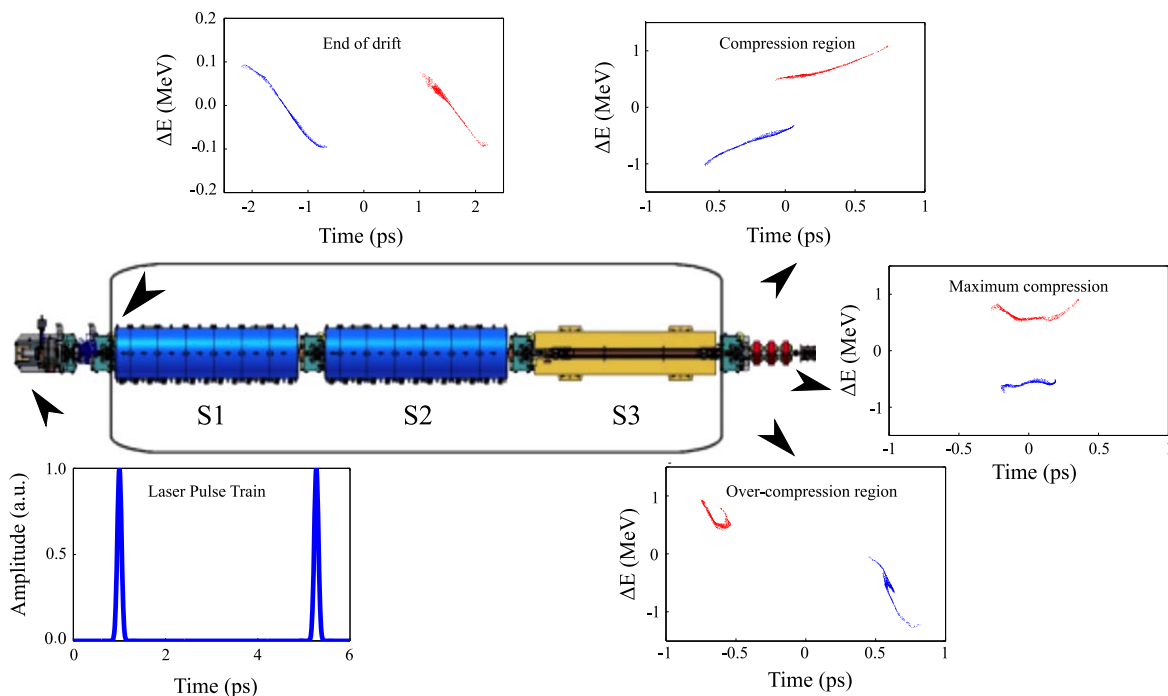 End of drift
ΔE (MeV)
0.2
0.1
0.0
-0.1
-0.2
-2
-1
0
1
2
Time (ps)
Compression region
ΔE (MeV)
1
0
-1
-1
0.5
0
0.5
1
Time (ps)
Maximum compression
ΔE (MeV)
1
0
-1
-1
-0.5
0
0.5
1
Time (ps)
S1
S2
S3
Laser Pulse Train
Amplitude (a.u.)
1.0
0.5
0.0
0
2
4
6
Time (ps)
Over-compression region
ΔE (MeV)
1
0
-1
-1
-0.5
0
0.5
1
Time (ps)